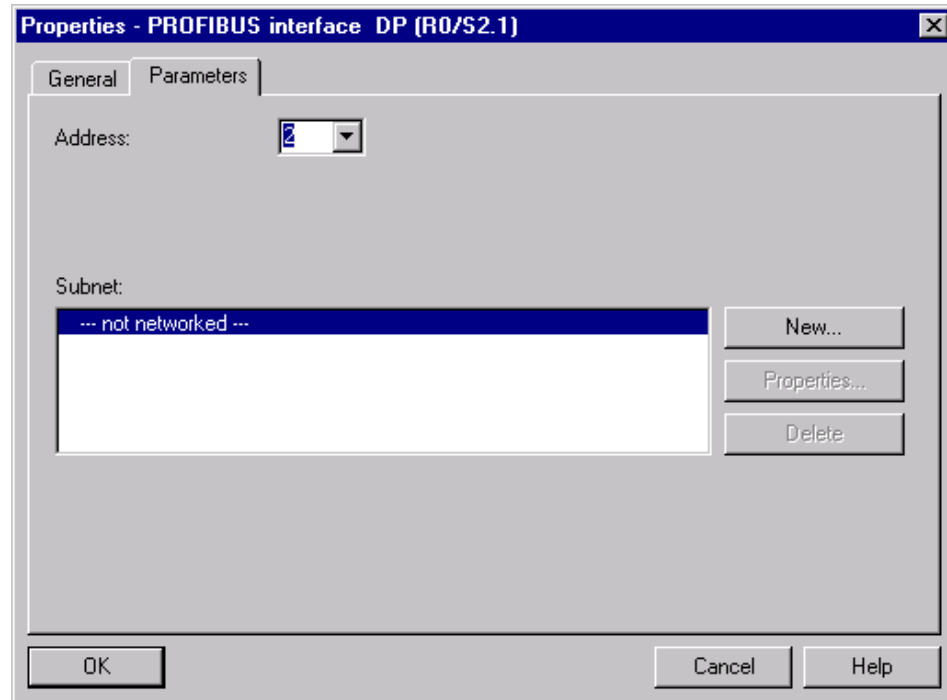 Properties - PROFIBUS interface DP (R0/S2.1)
General Parameters
Address: 2
Subnet:
--- not networked ---
New...
Properties...
Delete
OK Cancel Help